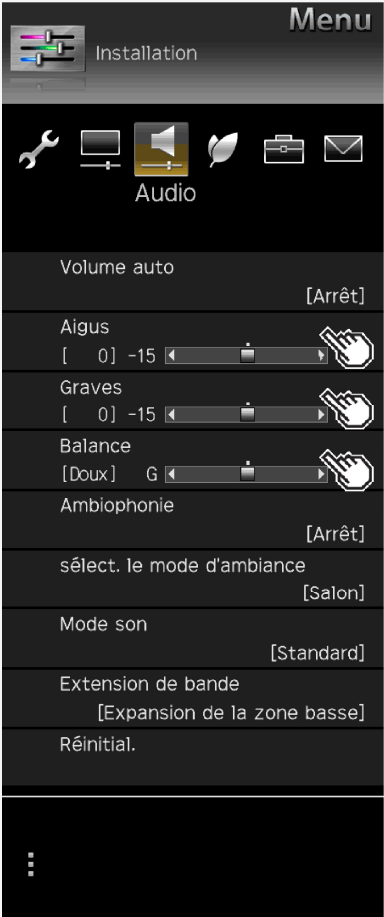 Menu
Installation
Audio
Volume auto
[Arrêt]
Aigus
[ 0] -15
Graves
[ 0] -15
Balance
[Doux] G
Ambiophonie
[Arrêt]
sélect. le mode d'ambiance
[Salon]
Mode son
[Standard]
Extension de bande
[Expansion de la zone basse]
Réinitial.